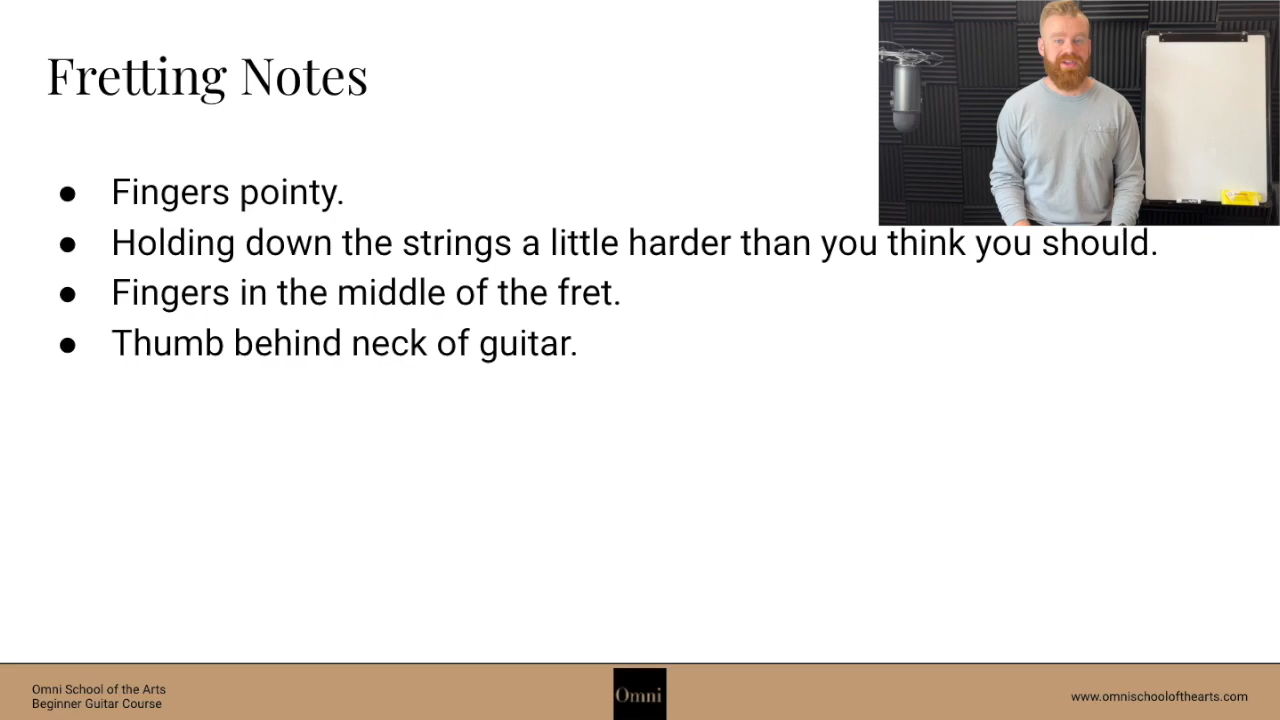 Fretting Notes
● Fingers pointy.
● Holding down the strings a little harder than you think you should.
● Fingers in the middle of the fret.
● Thumb behind neck of guitar.
Omni School of the Arts
Beginner Guitar Course
Omni
www.omnischoolofthearts.com